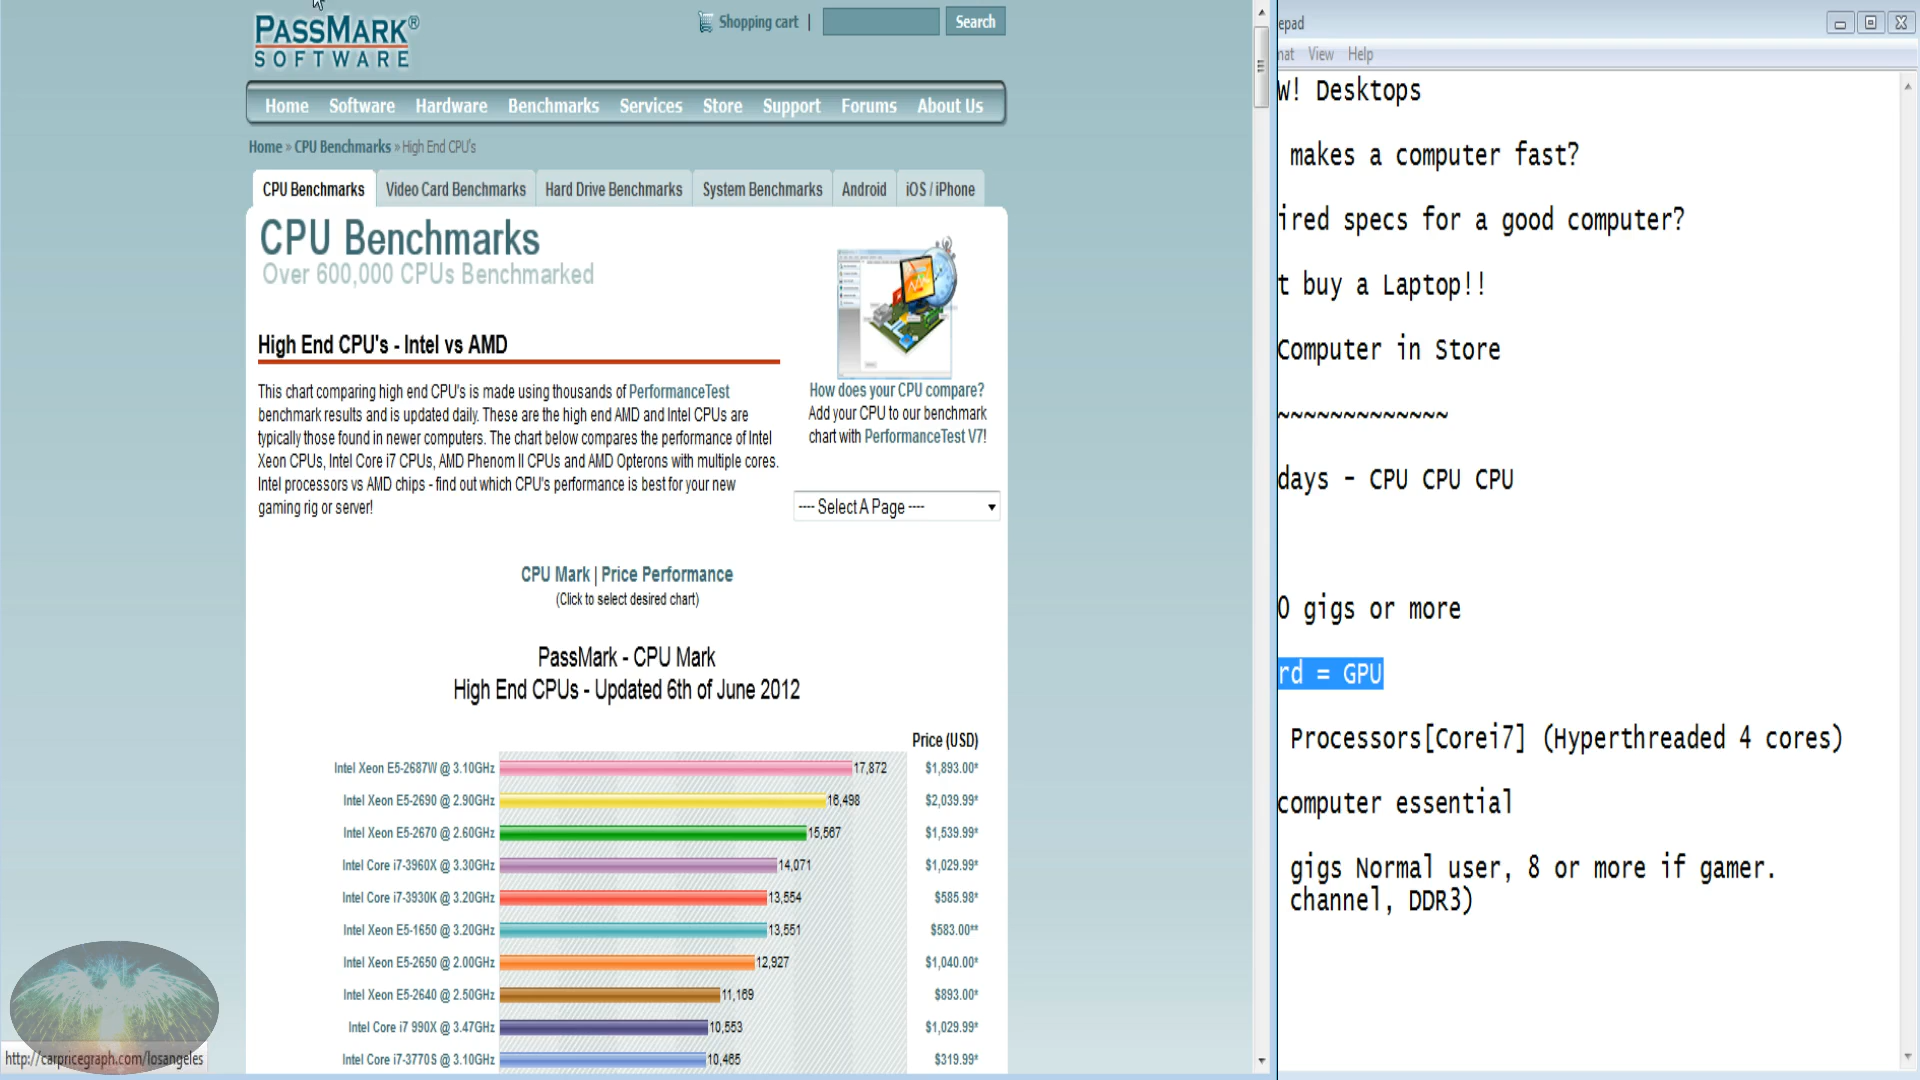 PASSMARK®
SOFTWARE
Shopping cart |
Search
Home Software Hardware Benchmarks Services Store Support Forums About Us
Home » CPU Benchmarks » High End CPU's
CPU Benchmarks Video Card Benchmarks Hard Drive Benchmarks System Benchmarks Android iOS / iPhone
CPU Benchmarks
Over 600,000 CPUs Benchmarked
High End CPU's - Intel vs AMD
This chart comparing high end CPU's is made using thousands of PerformanceTest
benchmark results and is updated daily. These are the high end AMD and Intel CPUs are
typically those found in newer computers. The chart below compares the performance of Intel
Xeon CPUs, Intel Core i7 CPUs, AMD Phenom II CPUs and AMD Opterons with multiple cores.
Intel processors vs AMD chips - find out which CPU's performance is best for your new
gaming rig or server!
How does your CPU compare?
Add your CPU to our benchmark
chart with PerformanceTest V7!
---- Select A Page ----
CPU Mark | Price Performance
(Click to select desired chart)
PassMark - CPU Mark
High End CPUs - Updated 6th of June 2012
Price (USD)
Intel Xeon E5-2687W @ 3.10GHz 17,872 $1,893.00*
Intel Xeon E5-2690 @ 2.90GHz 16,498 $2,039.99*
Intel Xeon E5-2670 @ 2.60GHz 15,567 $1,539.99*
Intel Core i7-3960X @ 3.30GHz 14,071 $1,029.99*
Intel Core i7-3930K @ 3.20GHz 13,554 $585.98*
Intel Xeon E5-1650 @ 3.20GHz 13,551 $583.00**
Intel Xeon E5-2650 @ 2.00GHz 12,927 $1,040.00*
Intel Xeon E5-2640 @ 2.50GHz 11,169 $893.00*
Intel Core i7 990X @ 3.47GHz 10,553 $1,029.99*
Intel Core i7-3770S @ 3.10GHz 10,465 $319.99*
http://carpricegraph.com/losangeles
epad
mat View Help
W! Desktops
makes a computer fast?
ired specs for a good computer?
t buy a Laptop!!
Computer in Store
~~~~~~~~~~~~~
days - CPU CPU CPU
0 gigs or more
rd = GPU
Processors[Corei7] (Hyperthreaded 4 cores)
computer essential
gigs Normal user, 8 or more if gamer.
channel, DDR3)